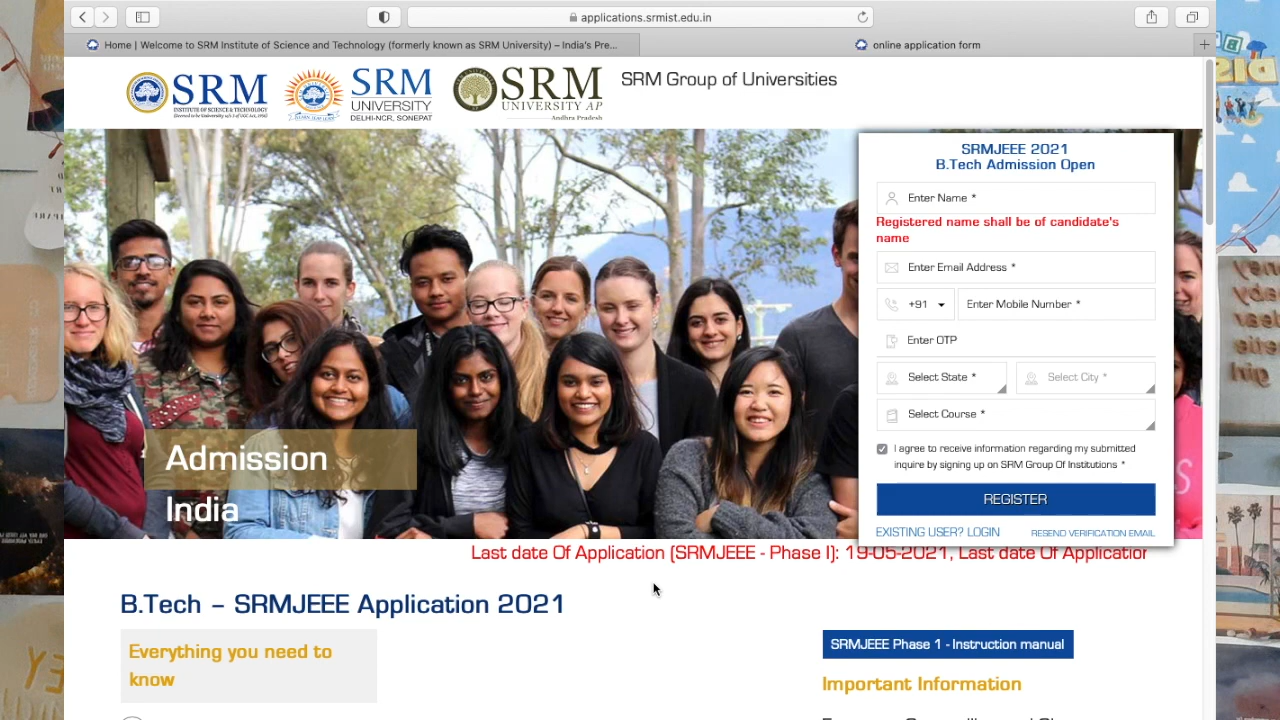 applications.srmist.edu.in
Home | Welcome to SRM Institute of Science and Technology (formerly known as SRM University) – India's Pre...
online application form
SRM
INSTITUTE OF SCIENCE & TECHNOLOGY
SRM
UNIVERSITY
DELHI-NCR, SONEPAT
SRM
UNIVERSITY AP
Andhra Pradesh
SRM Group of Universities
SRMJEEE 2021
B.Tech Admission Open
Enter Name *
Registered name shall be of candidate's
name
Enter Email Address *
+91
Enter Mobile Number *
Enter OTP
Select State *
Select City *
Select Course *
I agree to receive information regarding my submitted
inquire by signing up on SRM Group Of Institutions *
REGISTER
EXISTING USER? LOGIN
RESEND VERIFICATION EMAIL
Admission
India
Last date Of Application (SRMJEEE - Phase I): 19-05-2021, Last date Of Application
B.Tech – SRMJEEE Application 2021
Everything you need to
know
SRMJEEE Phase 1 - Instruction manual
Important Information